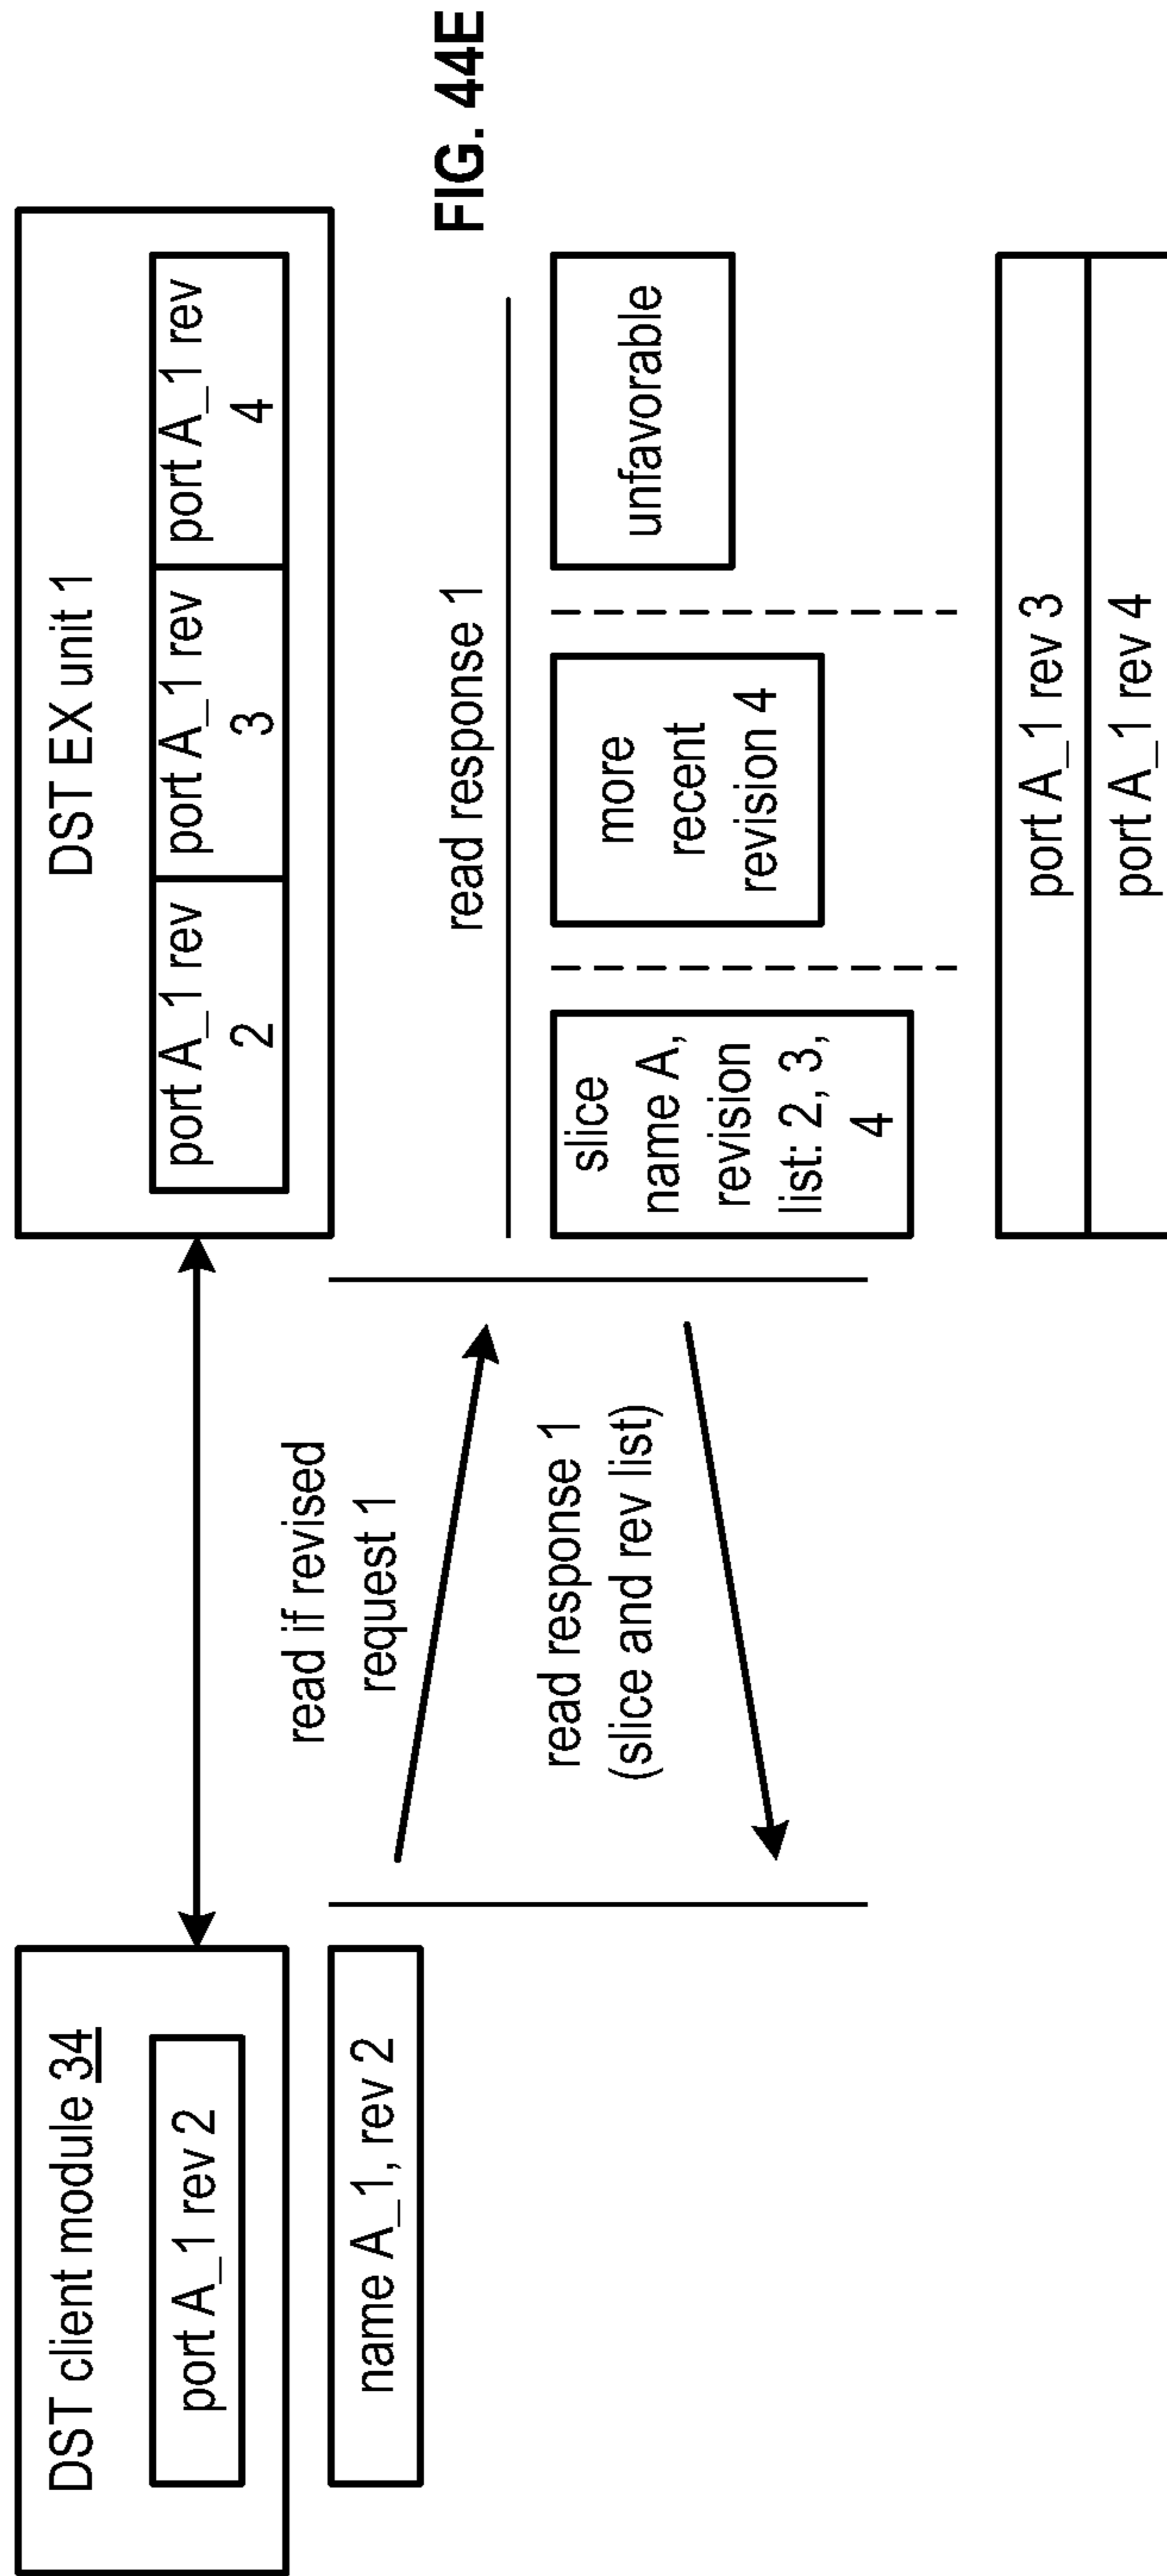 DST client module 34
port A_1 rev 2
name A_1, rev 2
read if revised
request 1
read response 1
(slice and rev list)
DST EX unit 1
port A_1 rev
2
port A_1 rev
3
port A_1 rev
4
FIG. 44E
read response 1
slice
name A,
revision
list: 2, 3,
4
more
recent
revision 4
unfavorable
port A_1 rev 3
port A_1 rev 4